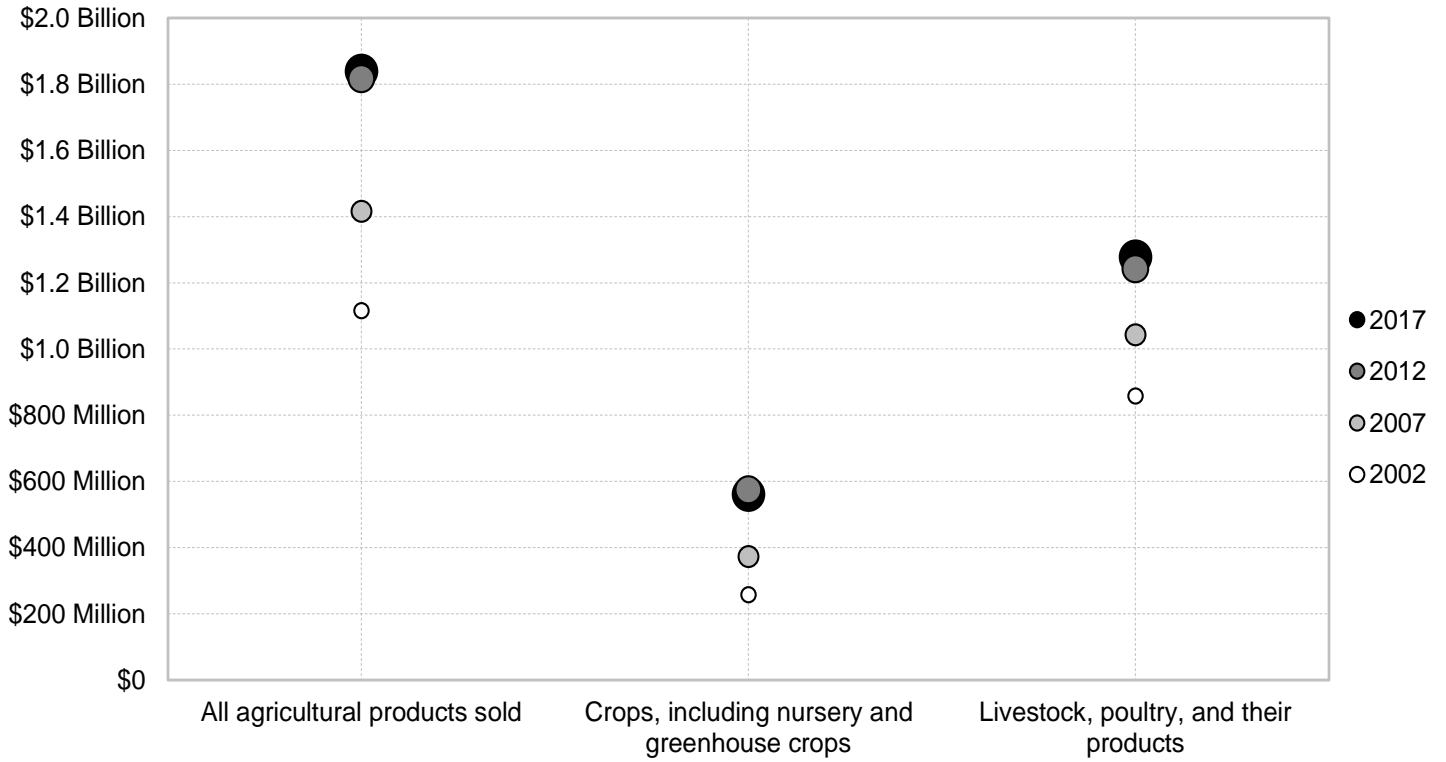 $2.0 Billion
$1.8 Billion
$1.6 Billion
$1.4 Billion
$1.2 Billion
$1.0 Billion
$800 Million
$600 Million
$400 Million
$200 Million
$0
All agricultural products sold
Crops, including nursery and
greenhouse crops
Livestock, poultry, and their
products
2017
2012
2007
2002